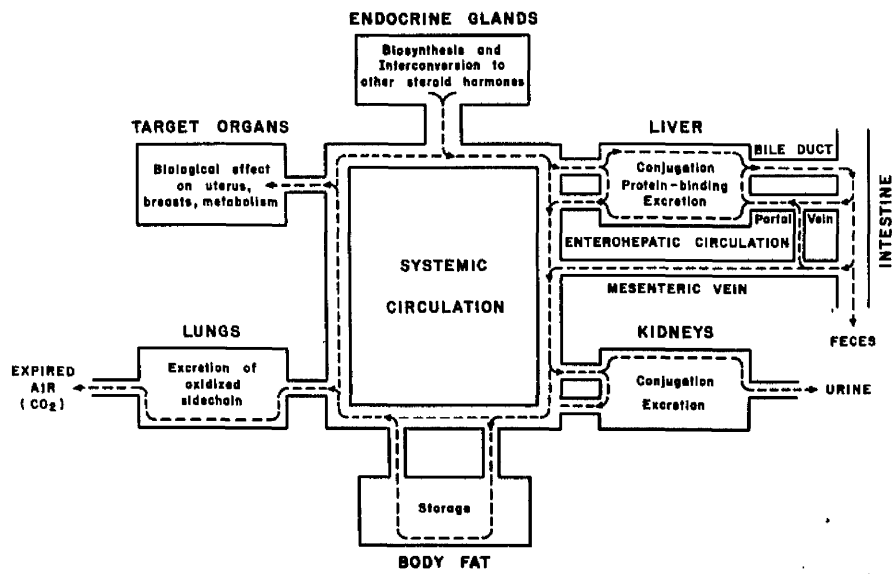 ENDOCRINE GLANDS
Biosynthesis and
Interconversion to
other steroid hormones
TARGET ORGANS
Biological effect
on uterus,
breasts, metabolism
LIVER
Conjugation
Protein-binding
Excretion
BILE DUCT
Portal Vein
ENTEROHEPATIC CIRCULATION
MESENTERIC VEIN
INTESTINE
FECES
SYSTEMIC
CIRCULATION
LUNGS
Excretion of
oxidized
sidechain
EXPIRED
AIR
(CO₂)
KIDNEYS
Conjugation
Excretion
URINE
Storage
BODY FAT